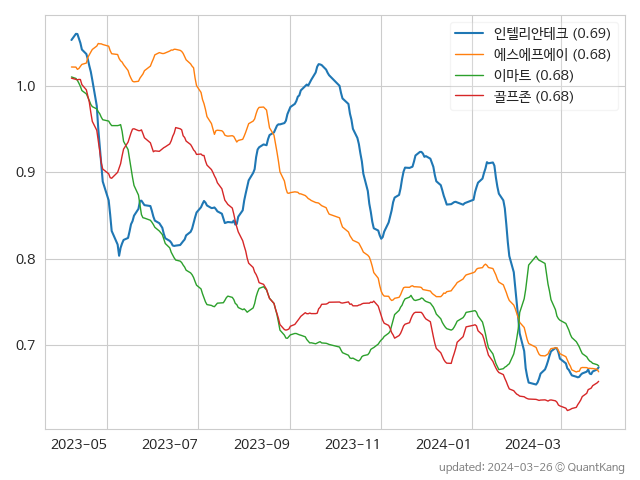 인텔리안테크 (0.69)
에스에프에이 (0.68)
이마트 (0.68)
골프존 (0.68)
1.0
0.9
0.8
0.7
2023-05 2023-07 2023-09 2023-11 2024-01 2024-03
updated: 2024-03-26 © QuantKang